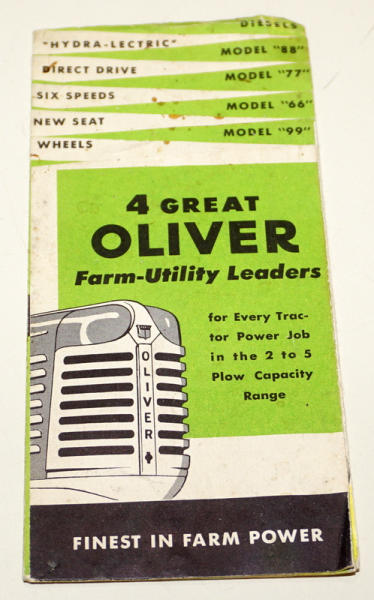 DIESELS
"HYDRA-LECTRIC"
MODEL "88"
DIRECT DRIVE
MODEL "77"
SIX SPEEDS
MODEL "66"
NEW SEAT
MODEL "99"
WHEELS
4 GREAT
OLIVER
Farm-Utility Leaders
for Every Trac-
tor Power Job
in the 2 to 5
Plow Capacity
Range
OLIVER
FINEST IN FARM POWER